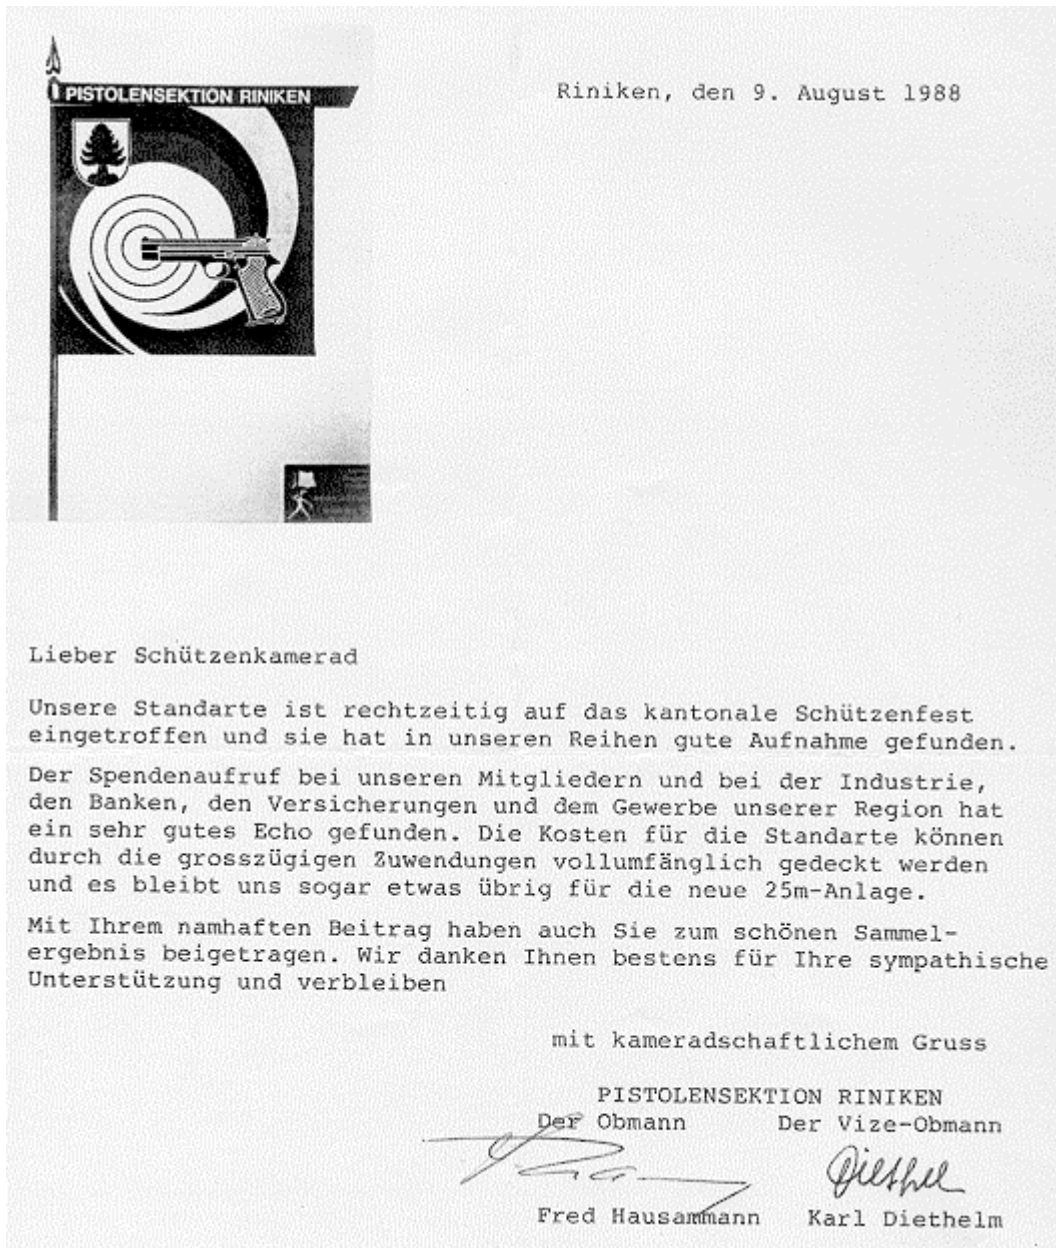 PISTOLENSEKTION RINIKEN
Riniken, den 9. August 1988
Lieber Schützenkamerad
Unsere Standarte ist rechtzeitig auf das kantonale Schützenfest
eingetroffen und sie hat in unseren Reihen gute Aufnahme gefunden.
Der Spendenaufruf bei unseren Mitgliedern und bei der Industrie,
den Banken, den Versicherungen und dem Gewerbe unserer Region hat
ein sehr gutes Echo gefunden. Die Kosten für die Standarte können
durch die grosszügigen Zuwendungen vollumfänglich gedeckt werden
und es bleibt uns sogar etwas übrig für die neue 25m-Anlage.
Mit Ihrem namhaften Beitrag haben auch Sie zum schönen Sammel-
ergebnis beigetragen. Wir danken Ihnen bestens für Ihre sympathische
Unterstützung und verbleiben
mit kameradschaftlichem Gruss
PISTOLENSEKTION RINIKEN
Der Obmann Der Vize-Obmann
Diethelm
Fred Hausammann Karl Diethelm